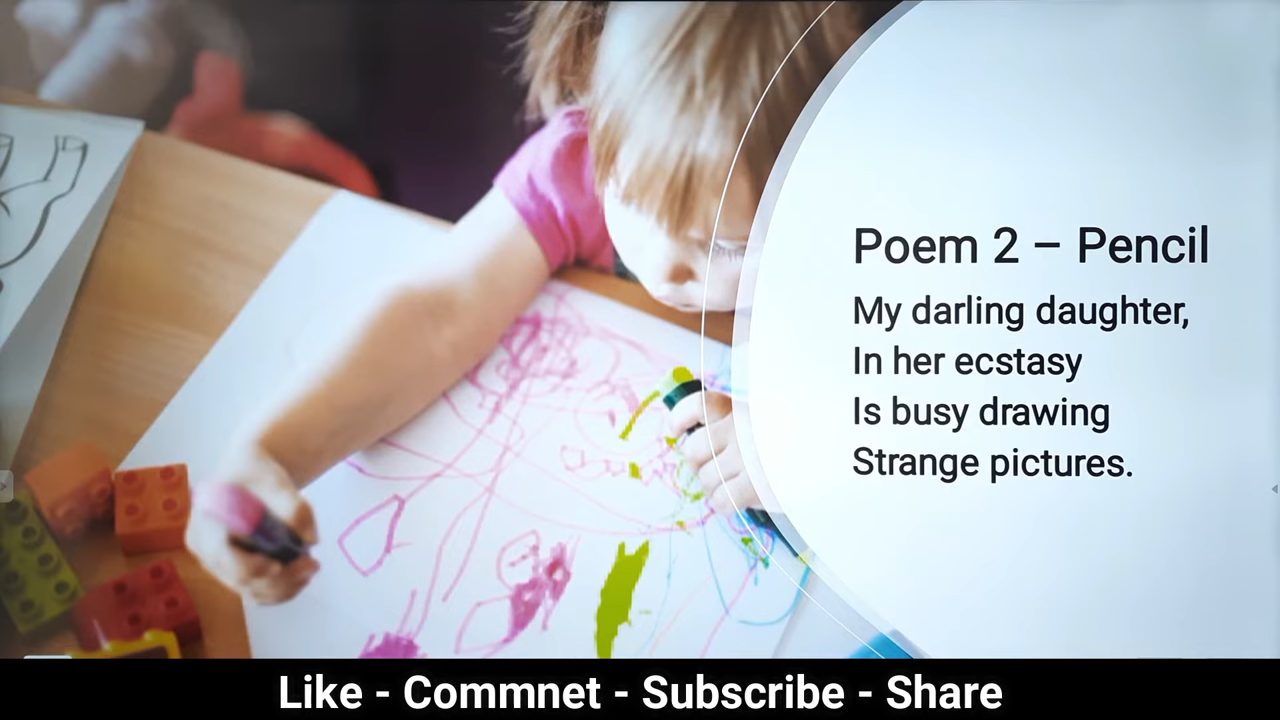 Poem 2 – Pencil
My darling daughter,
In her ecstasy
Is busy drawing
Strange pictures.
Like - Commnet - Subscribe - Share